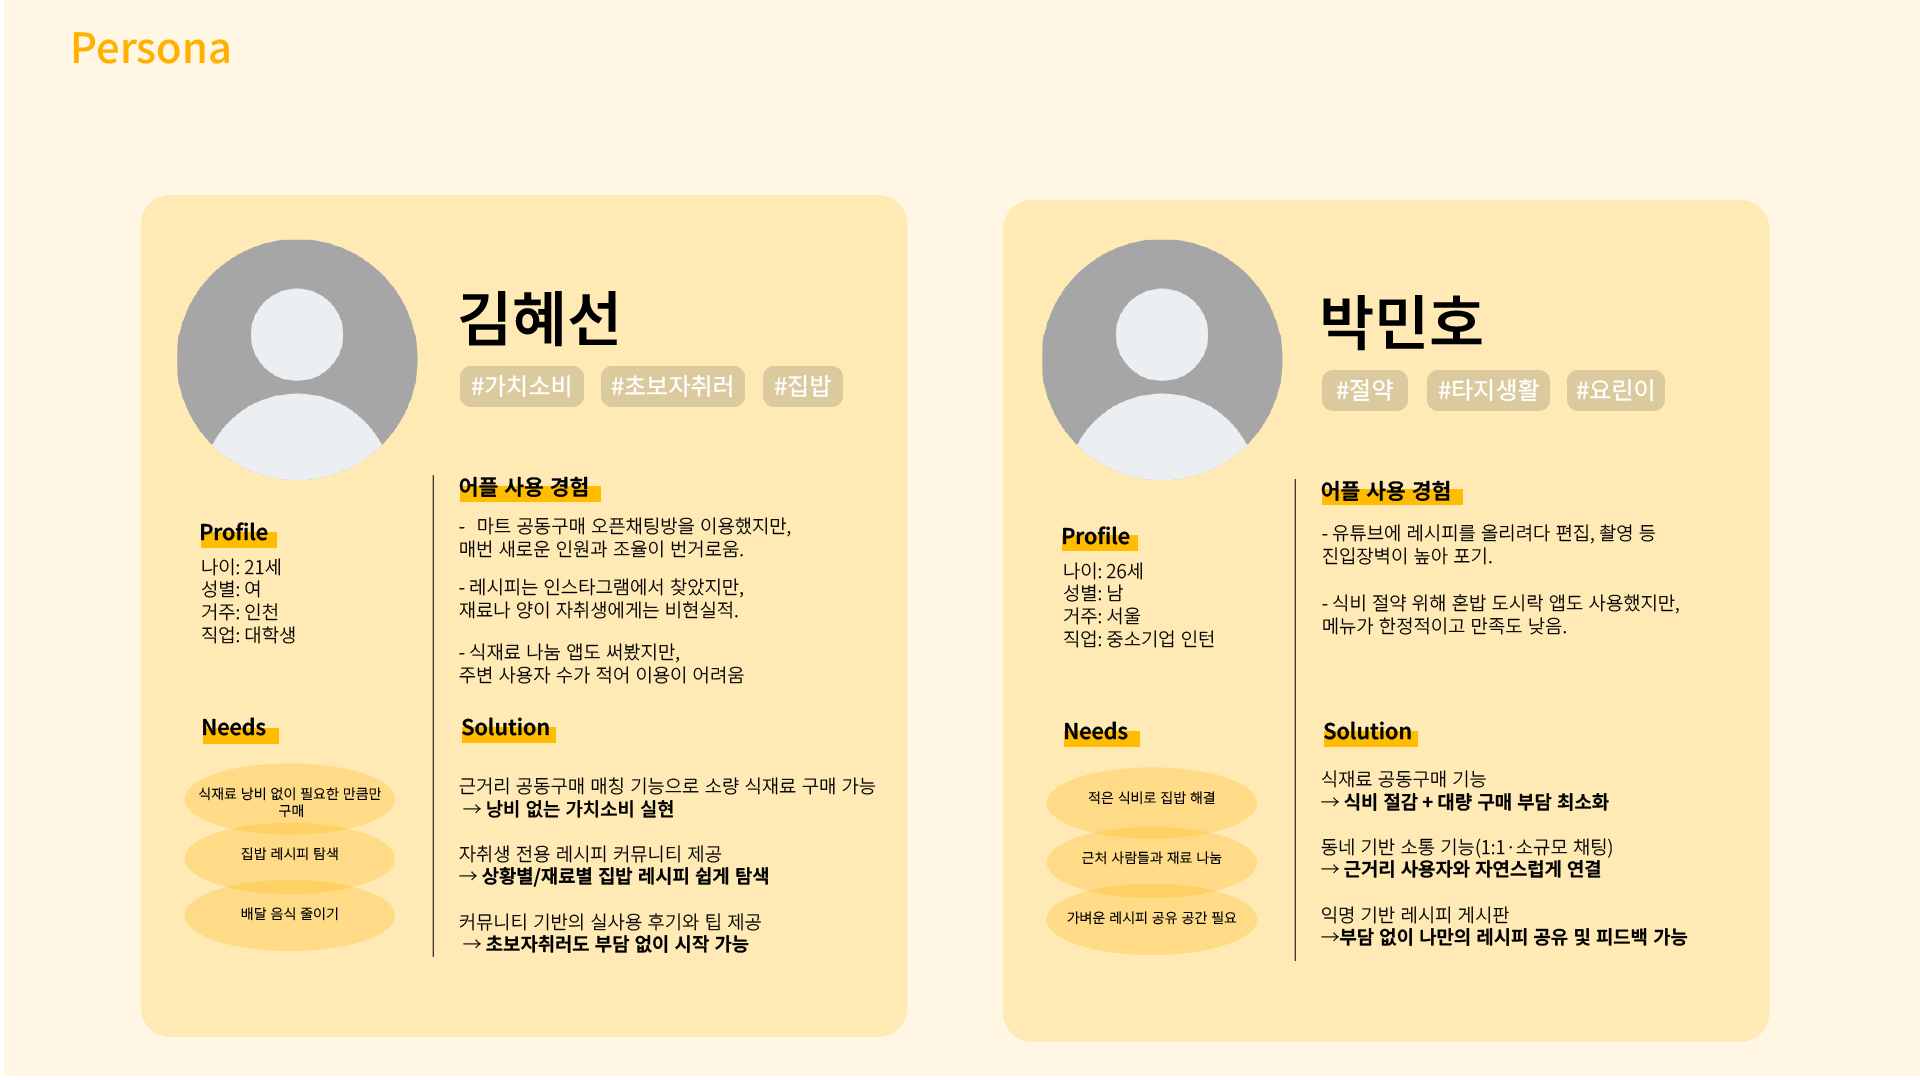 Persona
김혜선
#가치소비 #초보자취러 #집밥
Profile
나이: 21세
성별: 여
거주: 인천
직업: 대학생
어플 사용 경험
- 마트 공동구매 오픈채팅방을 이용했지만,
매번 새로운 인원과 조율이 번거로움.
- 레시피는 인스타그램에서 찾았지만,
재료나 양이 자취생에게는 비현실적.
- 식재료 나눔 앱도 써봤지만,
주변 사용자 수가 적어 이용이 어려움
Needs
식재료 낭비 없이 필요한 만큼만
구매
집밥 레시피 탐색
배달 음식 줄이기
Solution
근거리 공동구매 매칭 기능으로 소량 식재료 구매 가능
→ 낭비 없는 가치소비 실현
자취생 전용 레시피 커뮤니티 제공
→ 상황별/재료별 집밥 레시피 쉽게 탐색
커뮤니티 기반의 실사용 후기와 팁 제공
→ 초보자취러도 부담 없이 시작 가능
박민호
#절약 #타지생활 #요린이
Profile
나이: 26세
성별: 남
거주: 서울
직업: 중소기업 인턴
어플 사용 경험
- 유튜브에 레시피를 올리려다 편집, 촬영 등
진입장벽이 높아 포기.
- 식비 절약 위해 혼밥 도시락 앱도 사용했지만,
메뉴가 한정적이고 만족도 낮음.
Needs
적은 식비로 집밥 해결
근처 사람들과 재료 나눔
가벼운 레시피 공유 공간 필요
Solution
식재료 공동구매 기능
→ 식비 절감 + 대량 구매 부담 최소화
동네 기반 소통 기능(1:1·소규모 채팅)
→ 근거리 사용자와 자연스럽게 연결
익명 기반 레시피 게시판
→부담 없이 나만의 레시피 공유 및 피드백 가능